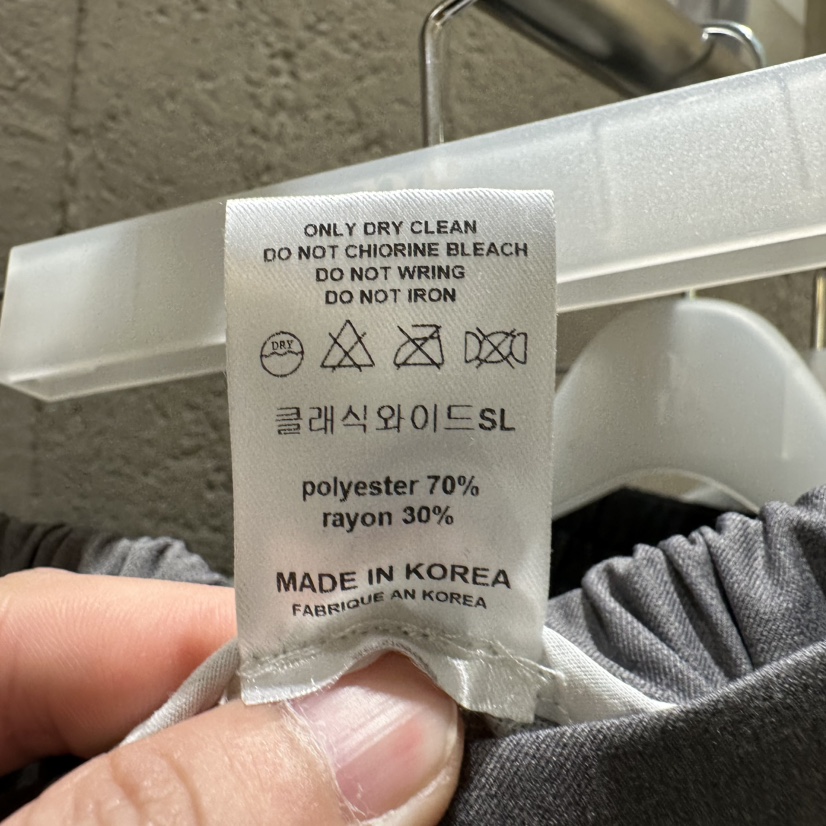 ONLY DRY CLEAN
DO NOT CHIORINE BLEACH
DO NOT WRING
DO NOT IRON
DRY
클래식와이드SL
polyester 70%
rayon 30%
MADE IN KOREA
FABRIQUE AN KOREA